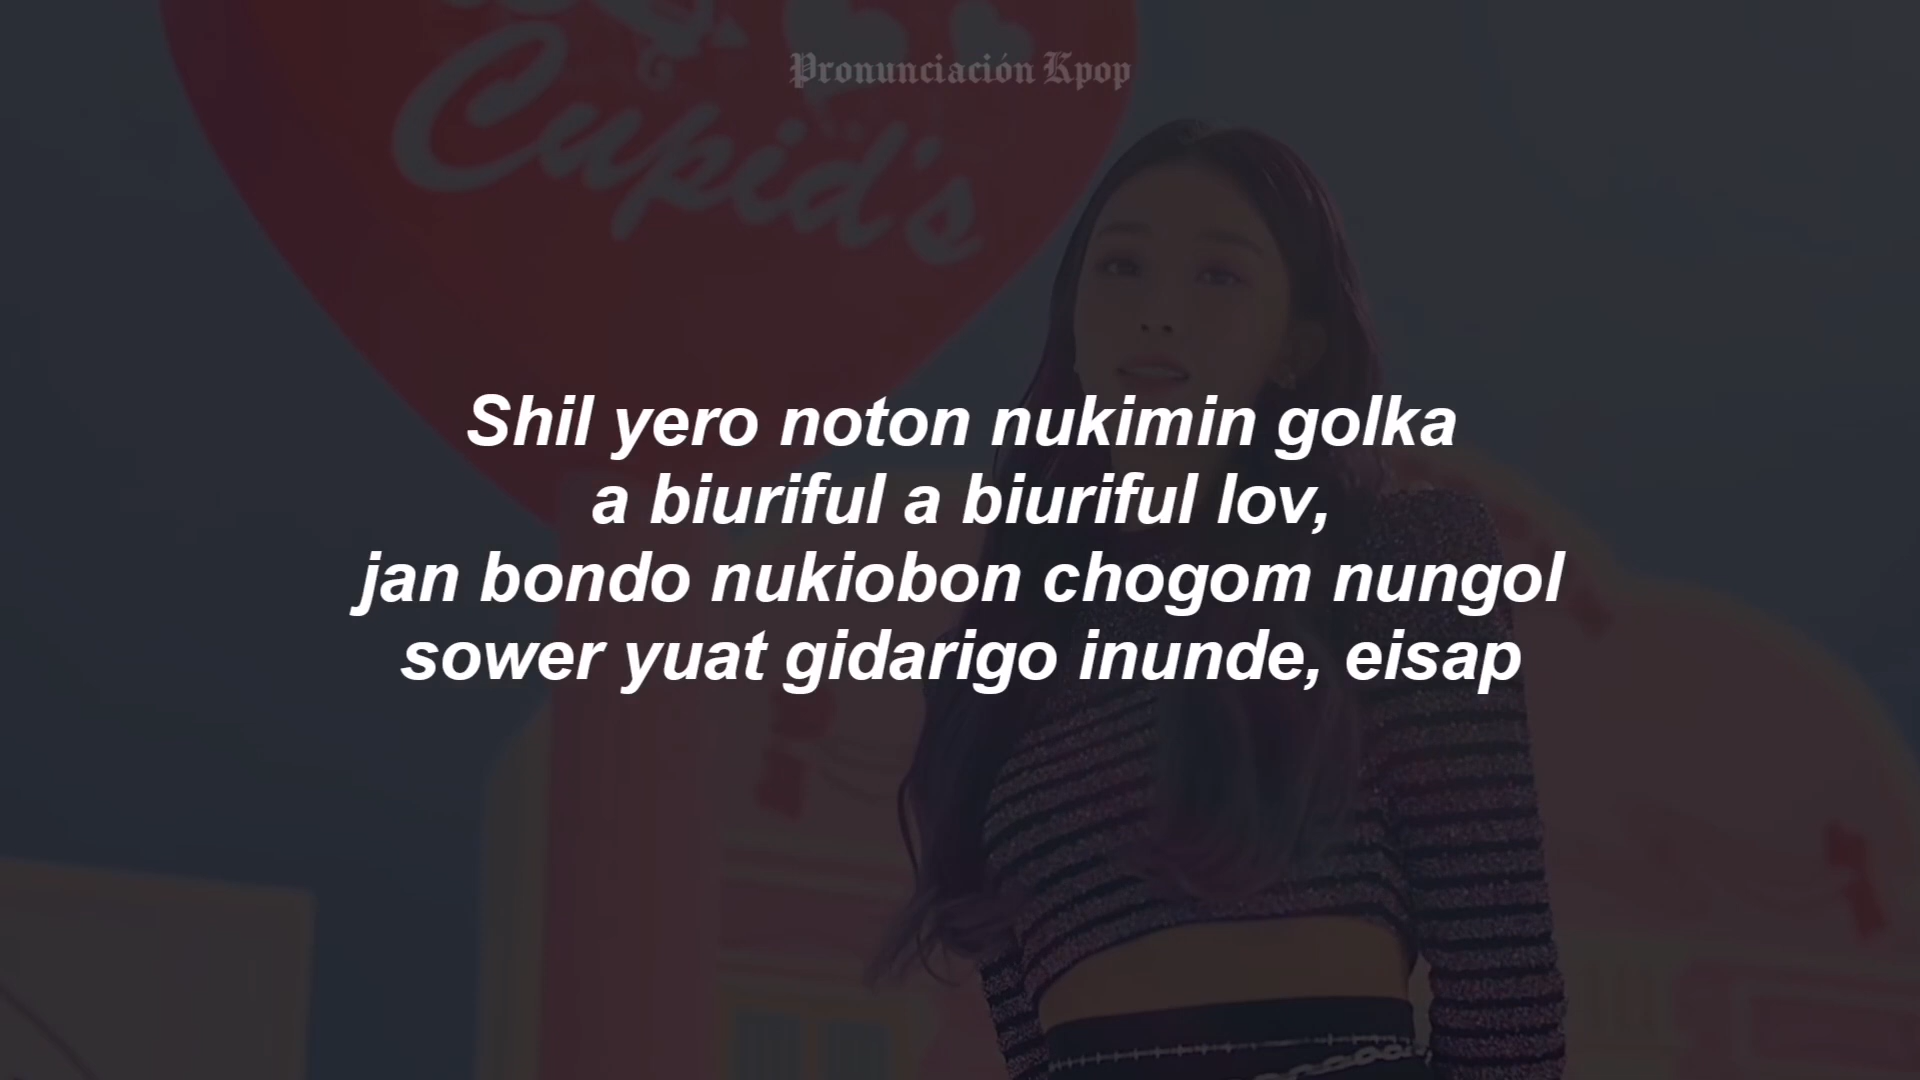 Pronunciación Kpop
Cupid's
Shil yero noton nukimin golka
a biuriful a biuriful lov,
jan bondo nukiobon chogom nungol
sower yuat gidarigo inunde, eisap